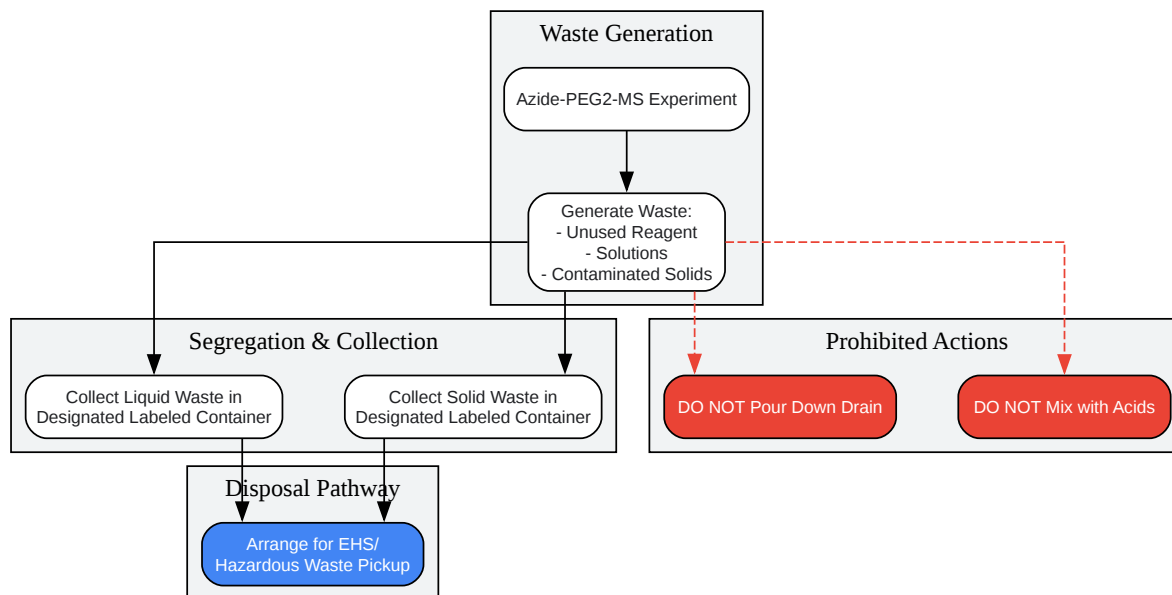 Waste Generation
Azide-PEG2-MS Experiment
Generate Waste:
- Unused Reagent
- Solutions
- Contaminated Solids
Segregation & Collection
Collect Liquid Waste in
Designated Labeled Container
Collect Solid Waste in
Designated Labeled Container
Prohibited Actions
DO NOT Pour Down Drain
DO NOT Mix with Acids
Disposal Pathway
Arrange for EHS/
Hazardous Waste Pickup